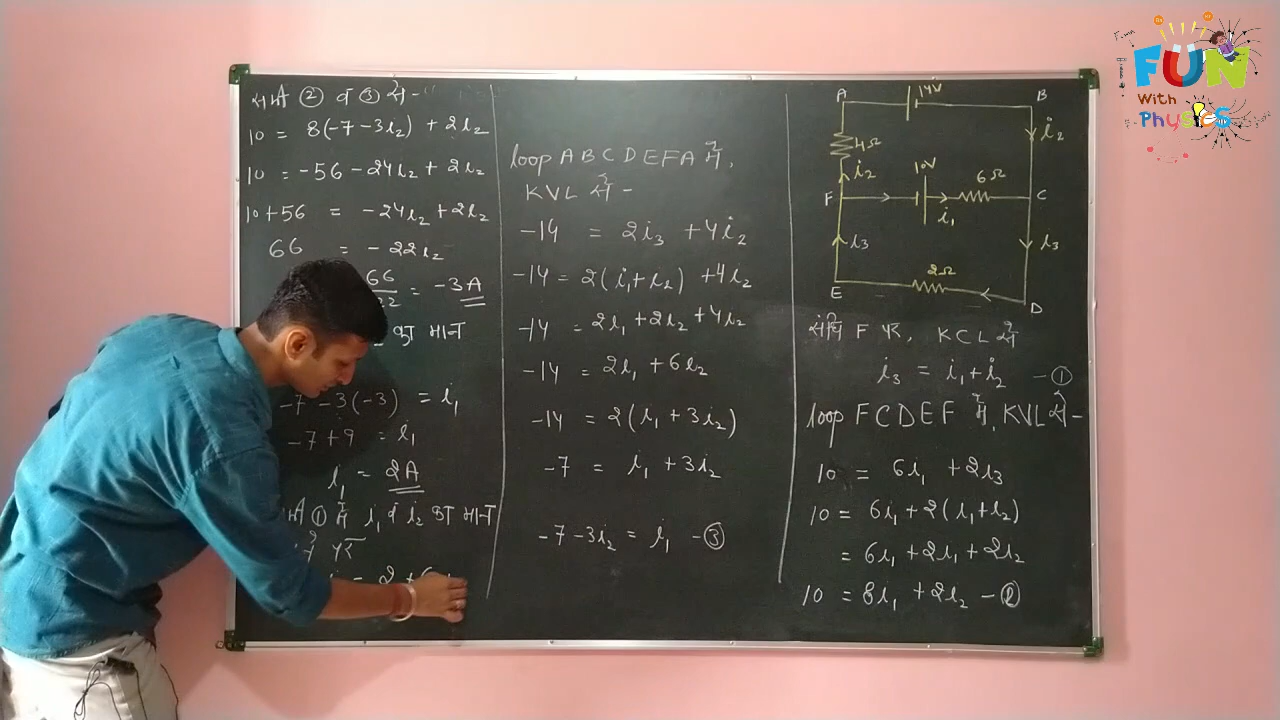 FUN
With
Physics
समी ② व ③ से -
10 = 8(-7-3i₂) + 2i₂
10 = -56 - 24i₂ + 2i₂
10+56 = -24i₂ + 2i₂
66 = -22i₂
66 = -3A
का मान
-7-3(-3) = i₁
-7+9 = i₁
i₁ = 2A
① में i₁ व i₂ का मान
पर
= 2 +
loop A B C D E F A में,
KVL से -
-14 = 2i₃ + 4i₂
-14 = 2(i₁+i₂) + 4i₂
-14 = 2i₁ + 2i₂ + 4i₂
-14 = 2i₁ + 6i₂
-14 = 2(i₁ + 3i₂)
-7 = i₁ + 3i₂
-7-3i₂ = i₁ -③
A 14V B
4Ω i₂
i₂ 10V 6Ω
F i₁ C
i₃ i₃
2Ω
E D
संधि F पर, KCL से
i₃ = i₁+i₂ -①
loop F C D E F में, KVL से -
10 = 6i₁ + 2i₃
10 = 6i₁ + 2(i₁+i₂)
= 6i₁ + 2i₁ + 2i₂
10 = 8i₁ + 2i₂ -②